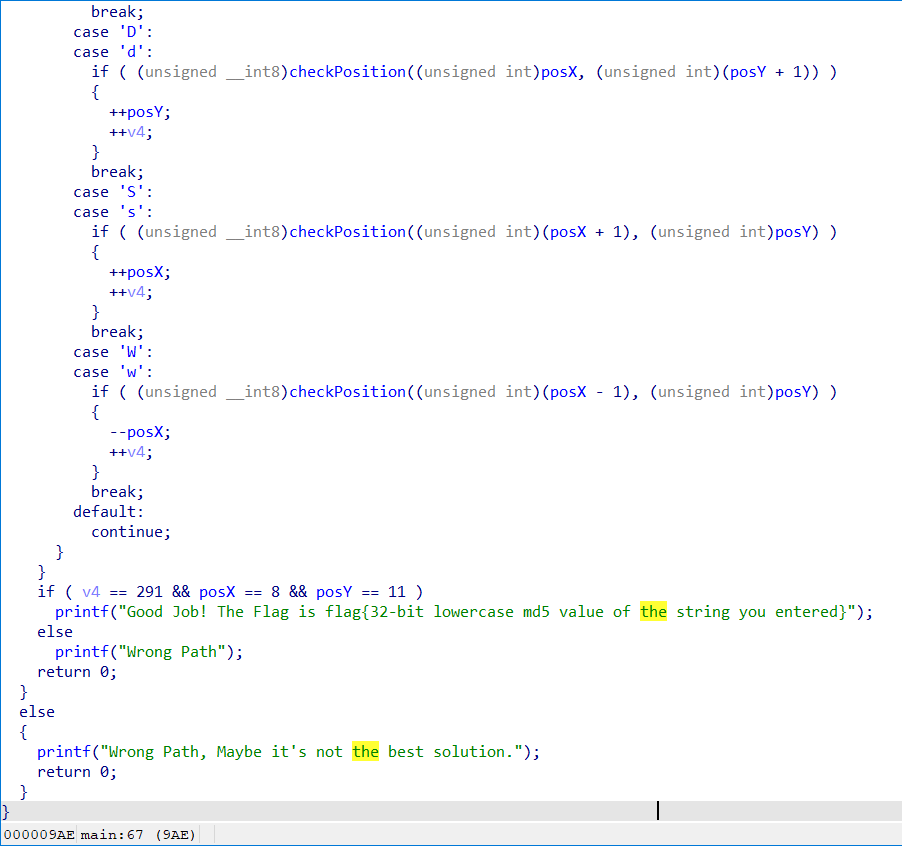 break;
case 'D':
case 'd':
if ( (unsigned __int8)checkPosition((unsigned int)posX, (unsigned int)(posY + 1)) )
{
++posY;
++v4;
}
break;
case 'S':
case 's':
if ( (unsigned __int8)checkPosition((unsigned int)(posX + 1), (unsigned int)posY) )
{
++posX;
++v4;
}
break;
case 'W':
case 'w':
if ( (unsigned __int8)checkPosition((unsigned int)(posX - 1), (unsigned int)posY) )
{
--posX;
++v4;
}
break;
default:
continue;
}
}
if ( v4 == 291 && posX == 8 && posY == 11 )
printf("Good Job! The Flag is flag{32-bit lowercase md5 value of the string you entered}");
else
printf("Wrong Path");
return 0;
}
else
{
printf("Wrong Path, Maybe it's not the best solution.");
return 0;
}
}
000009AE main:67 (9AE)